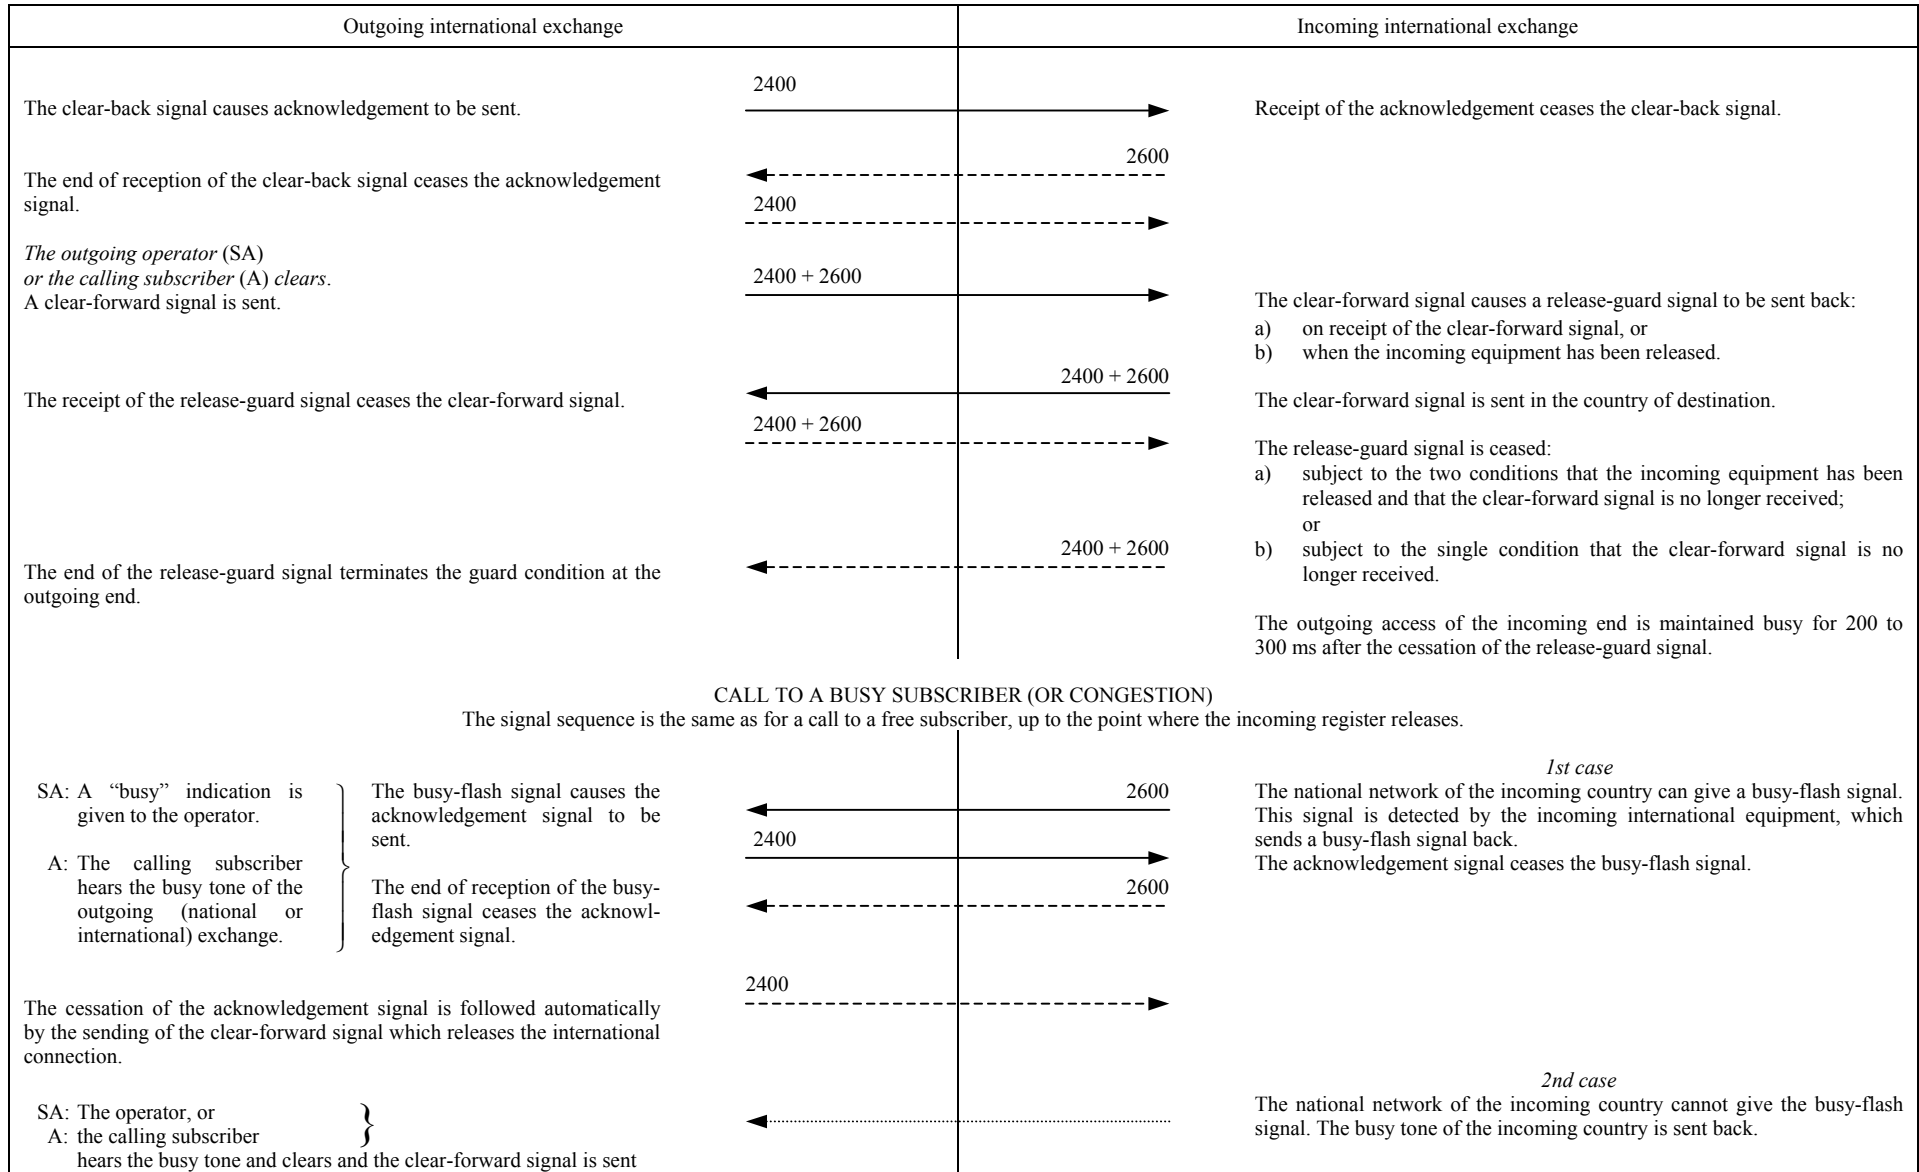 Outgoing international exchange
Incoming international exchange
2400
The clear-back signal causes acknowledgement to be sent.
Receipt of the acknowledgement ceases the clear-back signal.
2600
The end of reception of the clear-back signal ceases the acknowledgement
signal.
2400
The outgoing operator (SA)
or the calling subscriber (A) clears.
A clear-forward signal is sent.
2400 + 2600
The clear-forward signal causes a release-guard signal to be sent back:
a) on receipt of the clear-forward signal, or
b) when the incoming equipment has been released.
2400 + 2600
The receipt of the release-guard signal ceases the clear-forward signal.
The clear-forward signal is sent in the country of destination.
2400 + 2600
The release-guard signal is ceased:
a) subject to the two conditions that the incoming equipment has been
released and that the clear-forward signal is no longer received;
or
b) subject to the single condition that the clear-forward signal is no
longer received.
2400 + 2600
The end of the release-guard signal terminates the guard condition at the
outgoing end.
The outgoing access of the incoming end is maintained busy for 200 to
300 ms after the cessation of the release-guard signal.
CALL TO A BUSY SUBSCRIBER (OR CONGESTION)
The signal sequence is the same as for a call to a free subscriber, up to the point where the incoming register releases.
SA: A “busy” indication is
given to the operator.
A: The calling subscriber
hears the busy tone of the
outgoing (national or
international) exchange.
The busy-flash signal causes the
acknowledgement signal to be
sent.
The end of reception of the busy-
flash signal ceases the acknowl-
edgement signal.
2600
2400
2600
1st case
The national network of the incoming country can give a busy-flash signal.
This signal is detected by the incoming international equipment, which
sends a busy-flash signal back.
The acknowledgement signal ceases the busy-flash signal.
2400
The cessation of the acknowledgement signal is followed automatically
by the sending of the clear-forward signal which releases the international
connection.
2nd case
The national network of the incoming country cannot give the busy-flash
signal. The busy tone of the incoming country is sent back.
SA: The operator, or
A: the calling subscriber
hears the busy tone and clears and the clear-forward signal is sent